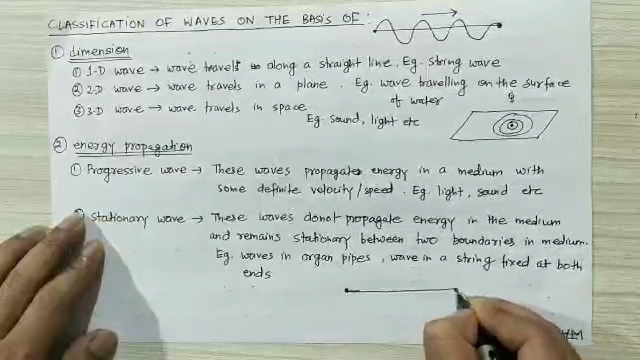 CLASSIFICATION OF WAVES ON THE BASIS OF :
① dimension
① 1-D wave → wave travels along a straight line. Eg. String wave
② 2-D wave → wave travels in a plane. Eg. wave travelling on the surface
of water
③ 3-D wave → wave travels in space
Eg. Sound, light etc
② energy propagation
① Progressive wave → These waves propagate energy in a medium with
some definite velocity/speed. Eg. light, sound etc
Stationary wave → These waves donot propagate energy in the medium
and remains stationary between two boundaries in medium.
Eg. waves in organ pipes, wave in a string fixed at both
ends